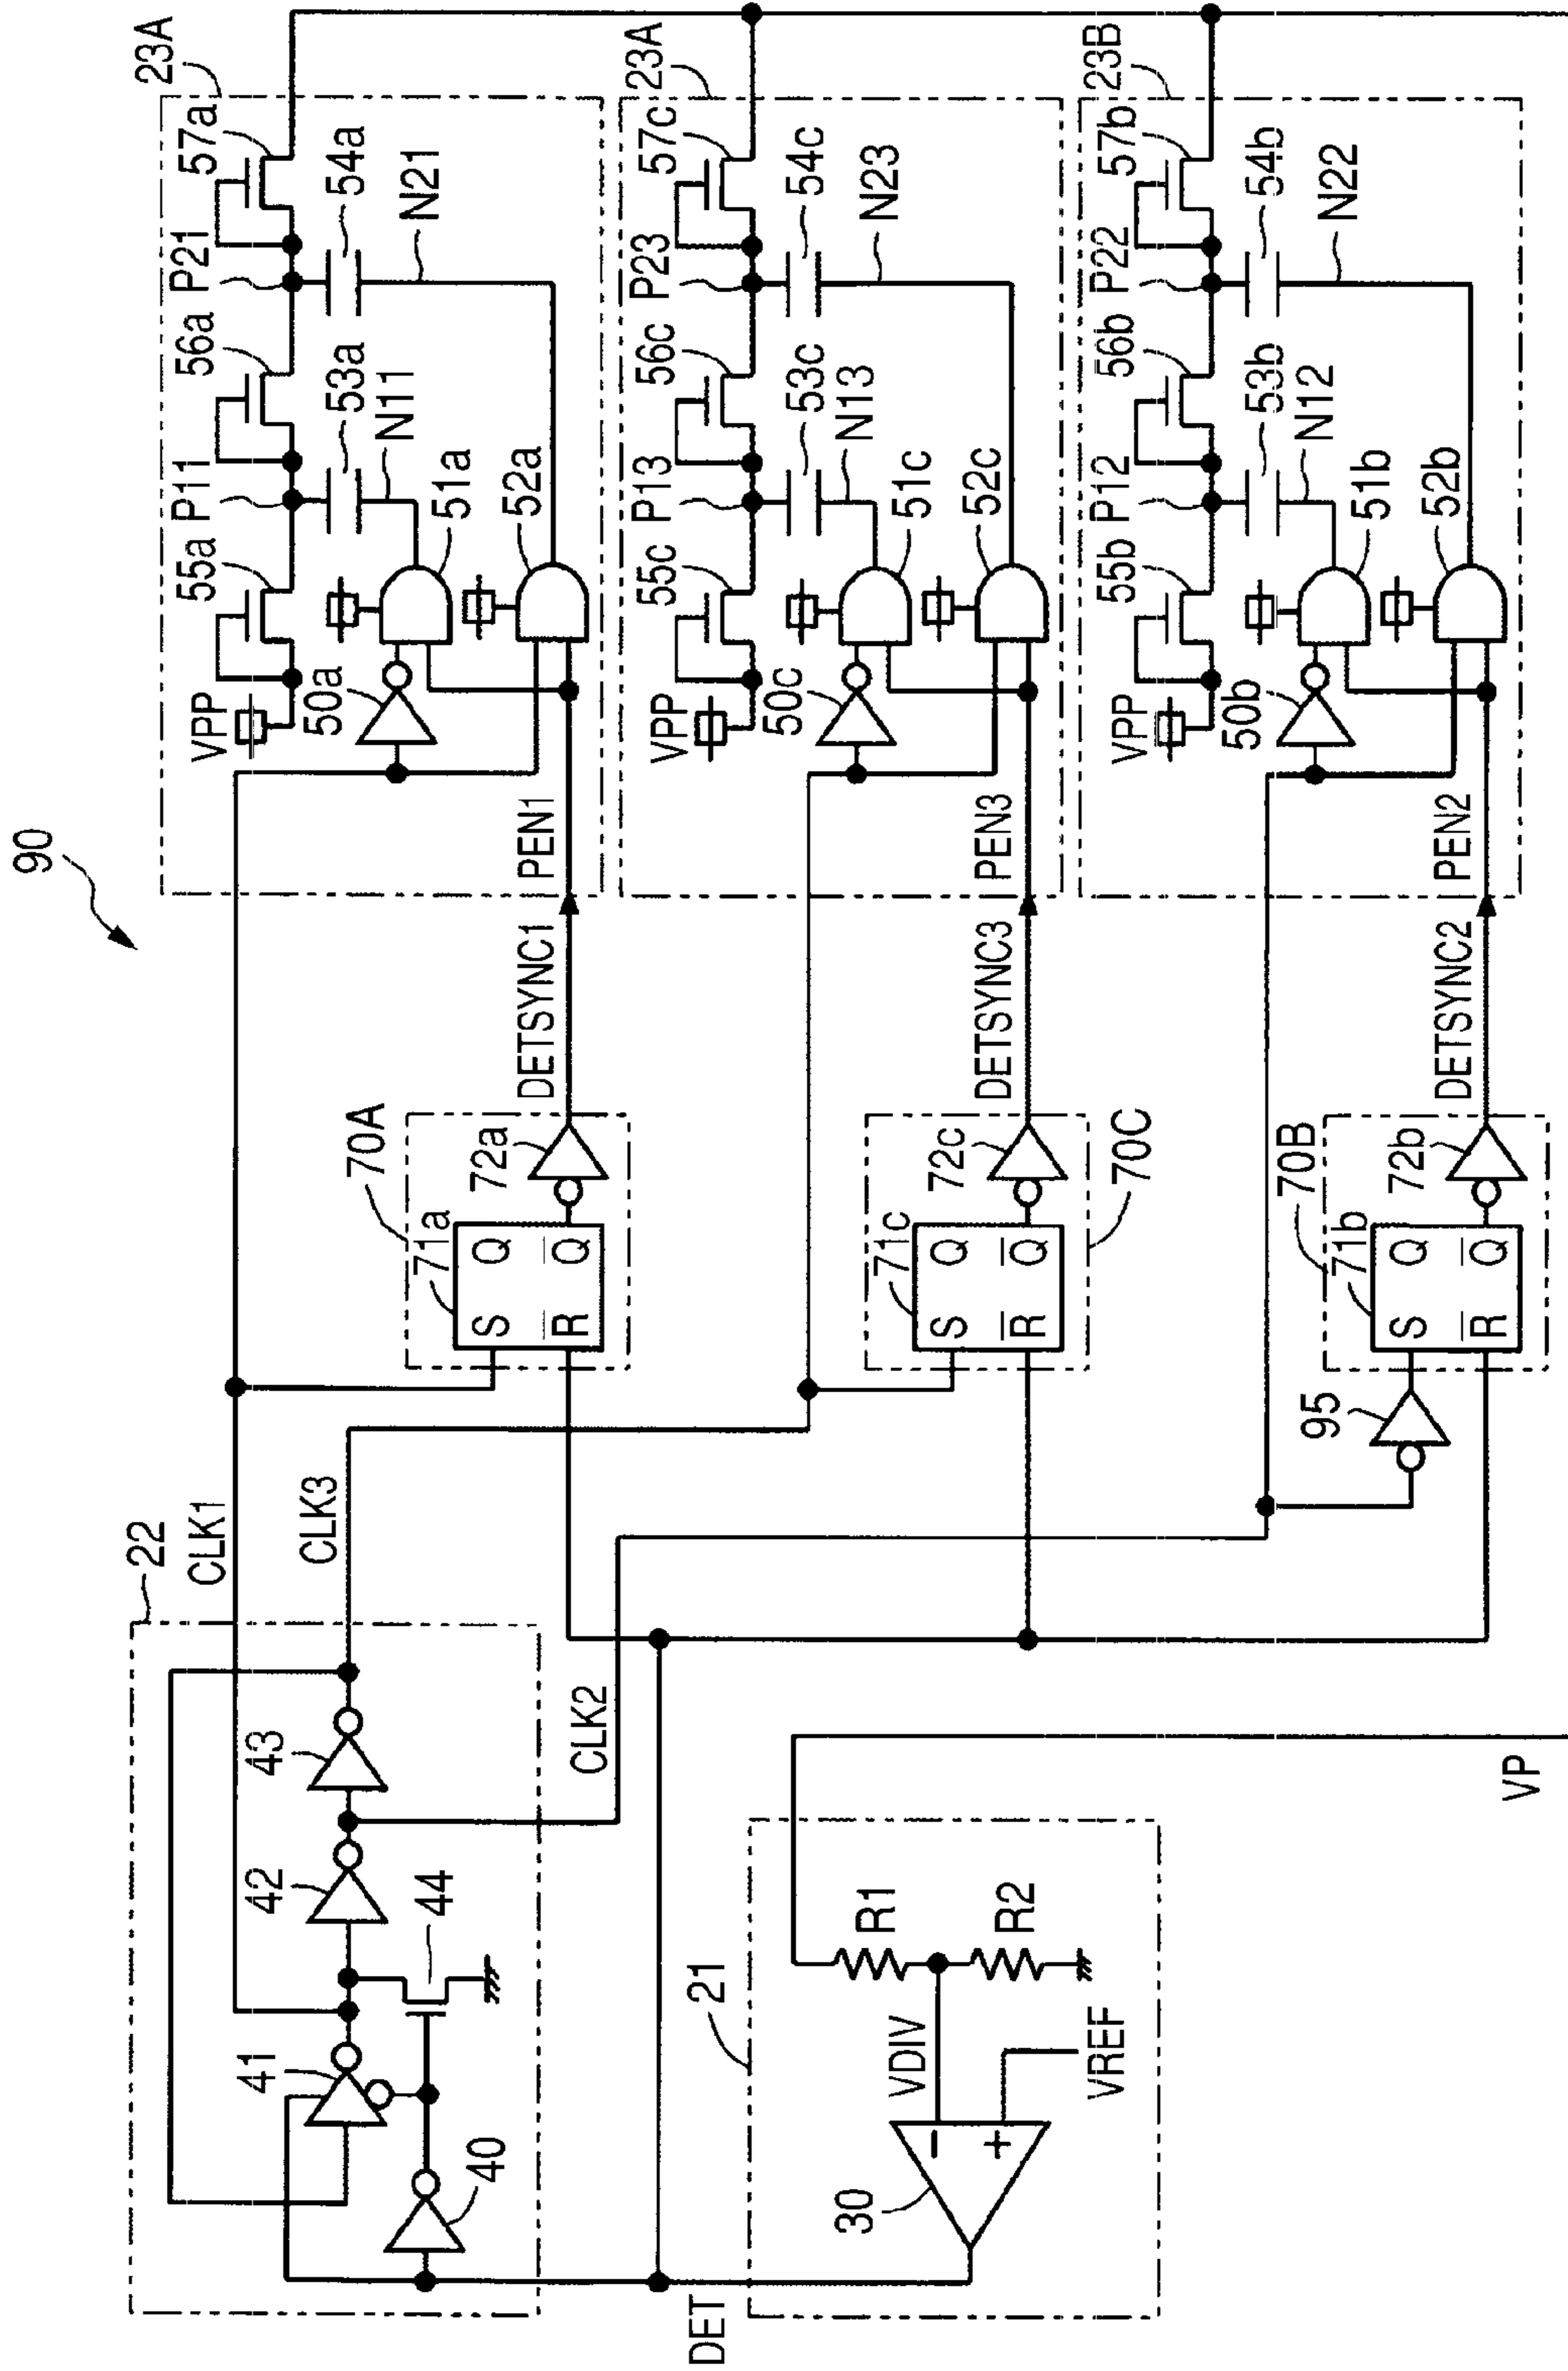 90
22
CLK1
CLK3
41
42
43
44
40
CLK2
DET
21
30
VDIV
VREF
R1
R2
VP
70A
71a
S Q
R Q
72a
DETSYNC1
PEN1
70C
71c
S Q
R Q
72c
DETSYNC3
PEN3
70B
95
71b
S Q
R Q
72b
DETSYNC2
PEN2
23A
VPP
55a
P11
56a
P21
57a
50a
53a
N11
54a
N21
51a
52a
23A
VPP
55c
P13
56c
P23
57c
50c
53c
N13
54c
N23
51c
52c
23B
VPP
55b
P12
56b
P22
57b
50b
53b
N12
54b
N22
51b
52b